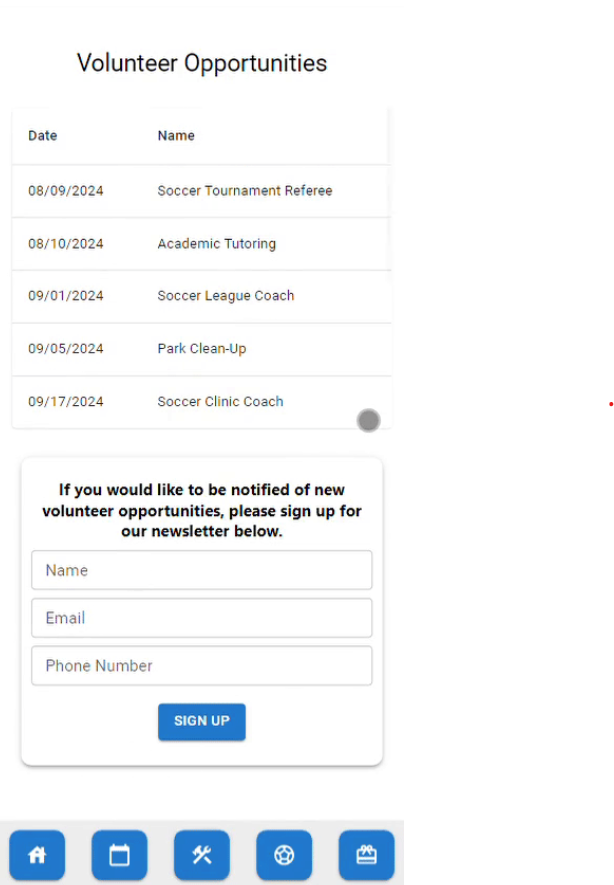 Volunteer Opportunities
Date Name
08/09/2024 Soccer Tournament Referee
08/10/2024 Academic Tutoring
09/01/2024 Soccer League Coach
09/05/2024 Park Clean-Up
09/17/2024 Soccer Clinic Coach
If you would like to be notified of new
volunteer opportunities, please sign up for
our newsletter below.
Name
Email
Phone Number
SIGN UP